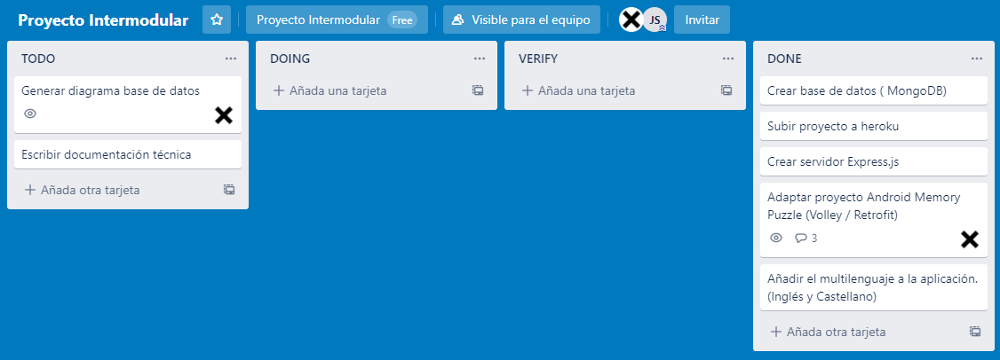 Proyecto Intermodular
Proyecto Intermodular Free
Visible para el equipo
JS
Invitar
TODO
Generar diagrama base de datos
Escribir documentación técnica
Añada otra tarjeta
DOING
Añada una tarjeta
VERIFY
Añada una tarjeta
DONE
Crear base de datos ( MongoDB)
Subir proyecto a heroku
Crear servidor Express.js
Adaptar proyecto Android Memory
Puzzle (Volley / Retrofit)
3
Añadir el multilenguaje a la aplicación.
(Inglés y Castellano)
Añada otra tarjeta